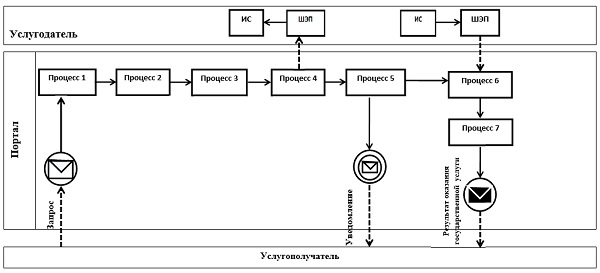 Услугодатель
ИС
ШЭП
ИС
ШЭП
Портал
Процесс 1
Процесс 2
Процесс 3
Процесс 4
Процесс 5
Процесс 6
Процесс 7
Запрос
Уведомление
Результат оказания
государственной услуги
Услугополучатель